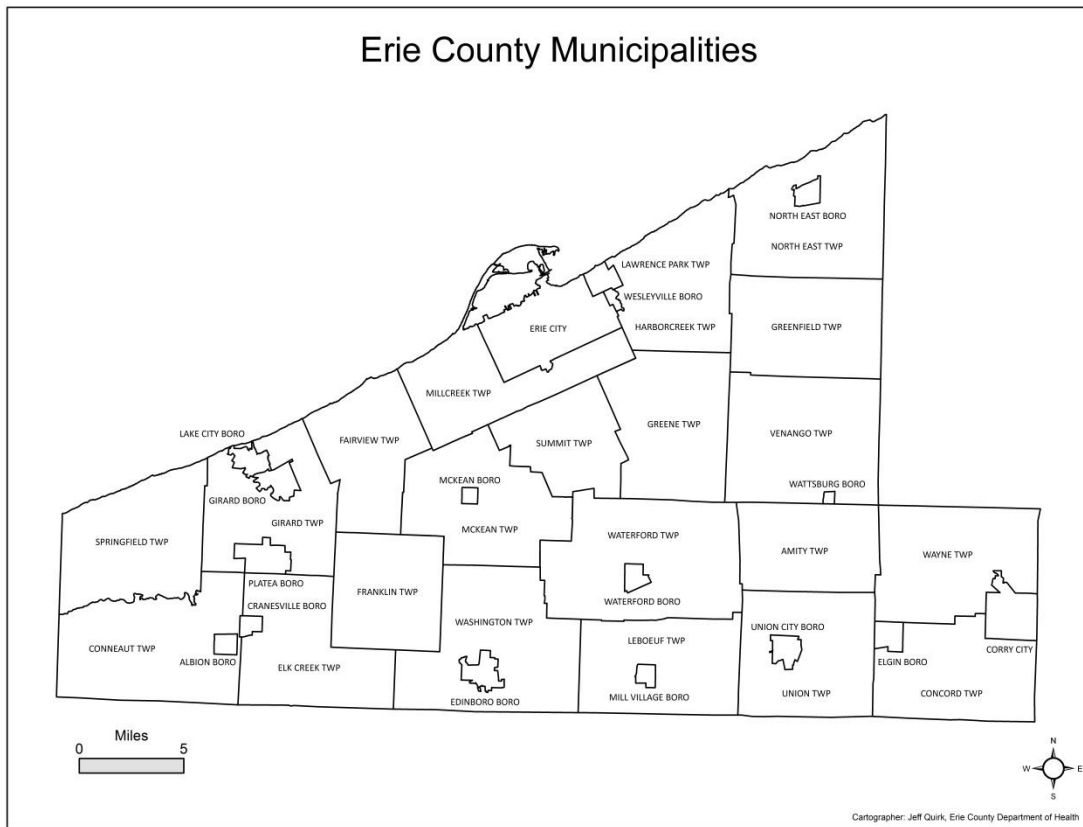 Erie County Municipalities
NORTH EAST BORO
NORTH EAST TWP
LAWRENCE PARK TWP
WESLEYVILLE BORO
ERIE CITY
HARBORCREEK TWP
GREENFIELD TWP
MILLCREEK TWP
LAKE CITY BORO
FAIRVIEW TWP
SUMMIT TWP
GREENE TWP
VENANGO TWP
MCKEAN BORO
WATTSBURG BORO
GIRARD BORO
GIRARD TWP
MCKEAN TWP
WATERFORD TWP
SPRINGFIELD TWP
AMITY TWP
WAYNE TWP
PLATEA BORO
FRANKLIN TWP
CRANESVILLE BORO
WATERFORD BORO
WASHINGTON TWP
UNION CITY BORO
LEBOEUF TWP
CONNEAUT TWP
CORRY CITY
ALBION BORO
ELK CREEK TWP
ELGIN BORO
EDINBORO BORO
MILL VILLAGE BORO
UNION TWP
CONCORD TWP
Miles
0 5
N
W E
S
Cartographer: Jeff Quirk, Erie County Department of Health